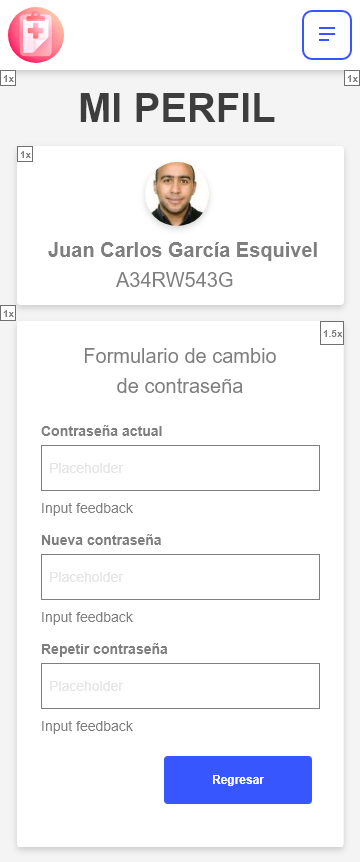 1x
1x
MI PERFIL
1x
Juan Carlos García Esquivel
A34RW543G
1x
1.5x
Formulario de cambio
de contraseña
Contraseña actual
Placeholder
Input feedback
Nueva contraseña
Placeholder
Input feedback
Repetir contraseña
Placeholder
Input feedback
Regresar